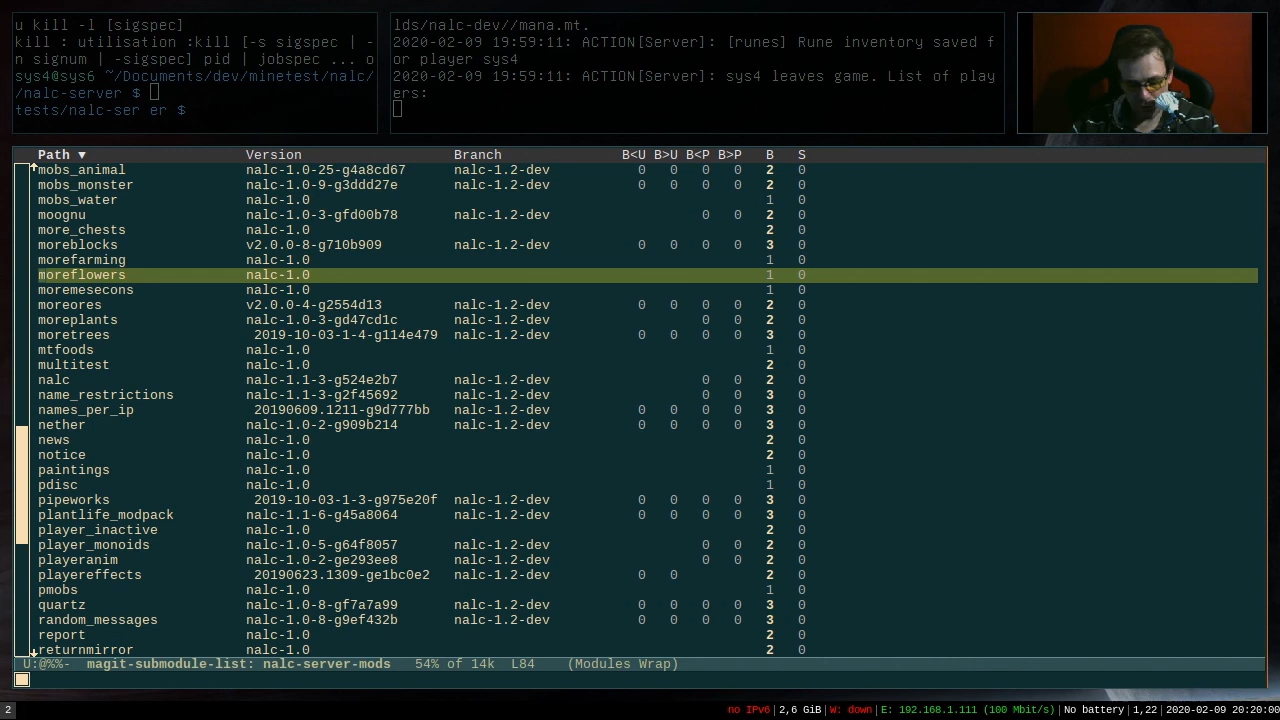 u kill -l [sigspec]
kill : utilisation :kill [-s sigspec | -
n signum | -sigspec] pid | jobspec ... o
sys4@sys6 ~/Documents/dev/minetest/nalc/
/nalc-server $
tests/nalc-ser er $
lds/nalc-dev//mana.mt.
2020-02-09 19:59:11: ACTION[Server]: [runes] Rune inventory saved f
or player sys4
2020-02-09 19:59:11: ACTION[Server]: sys4 leaves game. List of play
ers:
Path ▼ Version Branch B<U B>U B<P B>P B S
mobs_animal nalc-1.0-25-g4a8cd67 nalc-1.2-dev 0 0 0 0 2 0
mobs_monster nalc-1.0-9-g3ddd27e nalc-1.2-dev 0 0 0 0 2 0
mobs_water nalc-1.0 1 0
moognu nalc-1.0-3-gfd00b78 nalc-1.2-dev 0 0 2 0
more_chests nalc-1.0 2 0
moreblocks v2.0.0-8-g710b909 nalc-1.2-dev 0 0 0 0 3 0
morefarming nalc-1.0 1 0
moreflowers nalc-1.0 1 0
moremesecons nalc-1.0 1 0
moreores v2.0.0-4-g2554d13 nalc-1.2-dev 0 0 0 0 2 0
moreplants nalc-1.0-3-gd47cd1c nalc-1.2-dev 0 0 2 0
moretrees 2019-10-03-1-4-g114e479 nalc-1.2-dev 0 0 0 0 3 0
mtfoods nalc-1.0 1 0
multitest nalc-1.0 2 0
nalc nalc-1.1-3-g524e2b7 nalc-1.2-dev 0 0 2 0
name_restrictions nalc-1.1-3-g2f45692 nalc-1.2-dev 0 0 3 0
names_per_ip 20190609.1211-g9d777bb nalc-1.2-dev 0 0 0 0 3 0
nether nalc-1.0-2-g909b214 nalc-1.2-dev 0 0 0 0 3 0
news nalc-1.0 2 0
notice nalc-1.0 2 0
paintings nalc-1.0 1 0
pdisc nalc-1.0 1 0
pipeworks 2019-10-03-1-3-g975e20f nalc-1.2-dev 0 0 0 0 3 0
plantlife_modpack nalc-1.1-6-g45a8064 nalc-1.2-dev 0 0 0 0 3 0
player_inactive nalc-1.0 2 0
player_monoids nalc-1.0-5-g64f8057 nalc-1.2-dev 0 0 2 0
playeranim nalc-1.0-2-ge293ee8 nalc-1.2-dev 0 0 2 0
playereffects 20190623.1309-ge1bc0e2 nalc-1.2-dev 0 0 2 0
pmobs nalc-1.0 1 0
quartz nalc-1.0-8-gf7a7a99 nalc-1.2-dev 0 0 0 0 3 0
random_messages nalc-1.0-8-g9ef432b nalc-1.2-dev 0 0 0 0 3 0
report nalc-1.0 2 0
returnmirror nalc-1.0 2 0
U:@%%- magit-submodule-list: nalc-server-mods 54% of 14k L84 (Modules Wrap)
2 no IPv6|2,6 GiB|W: down|E: 192.168.1.111 (100 Mbit/s)|No battery|1,22|2020-02-09 20:20:00